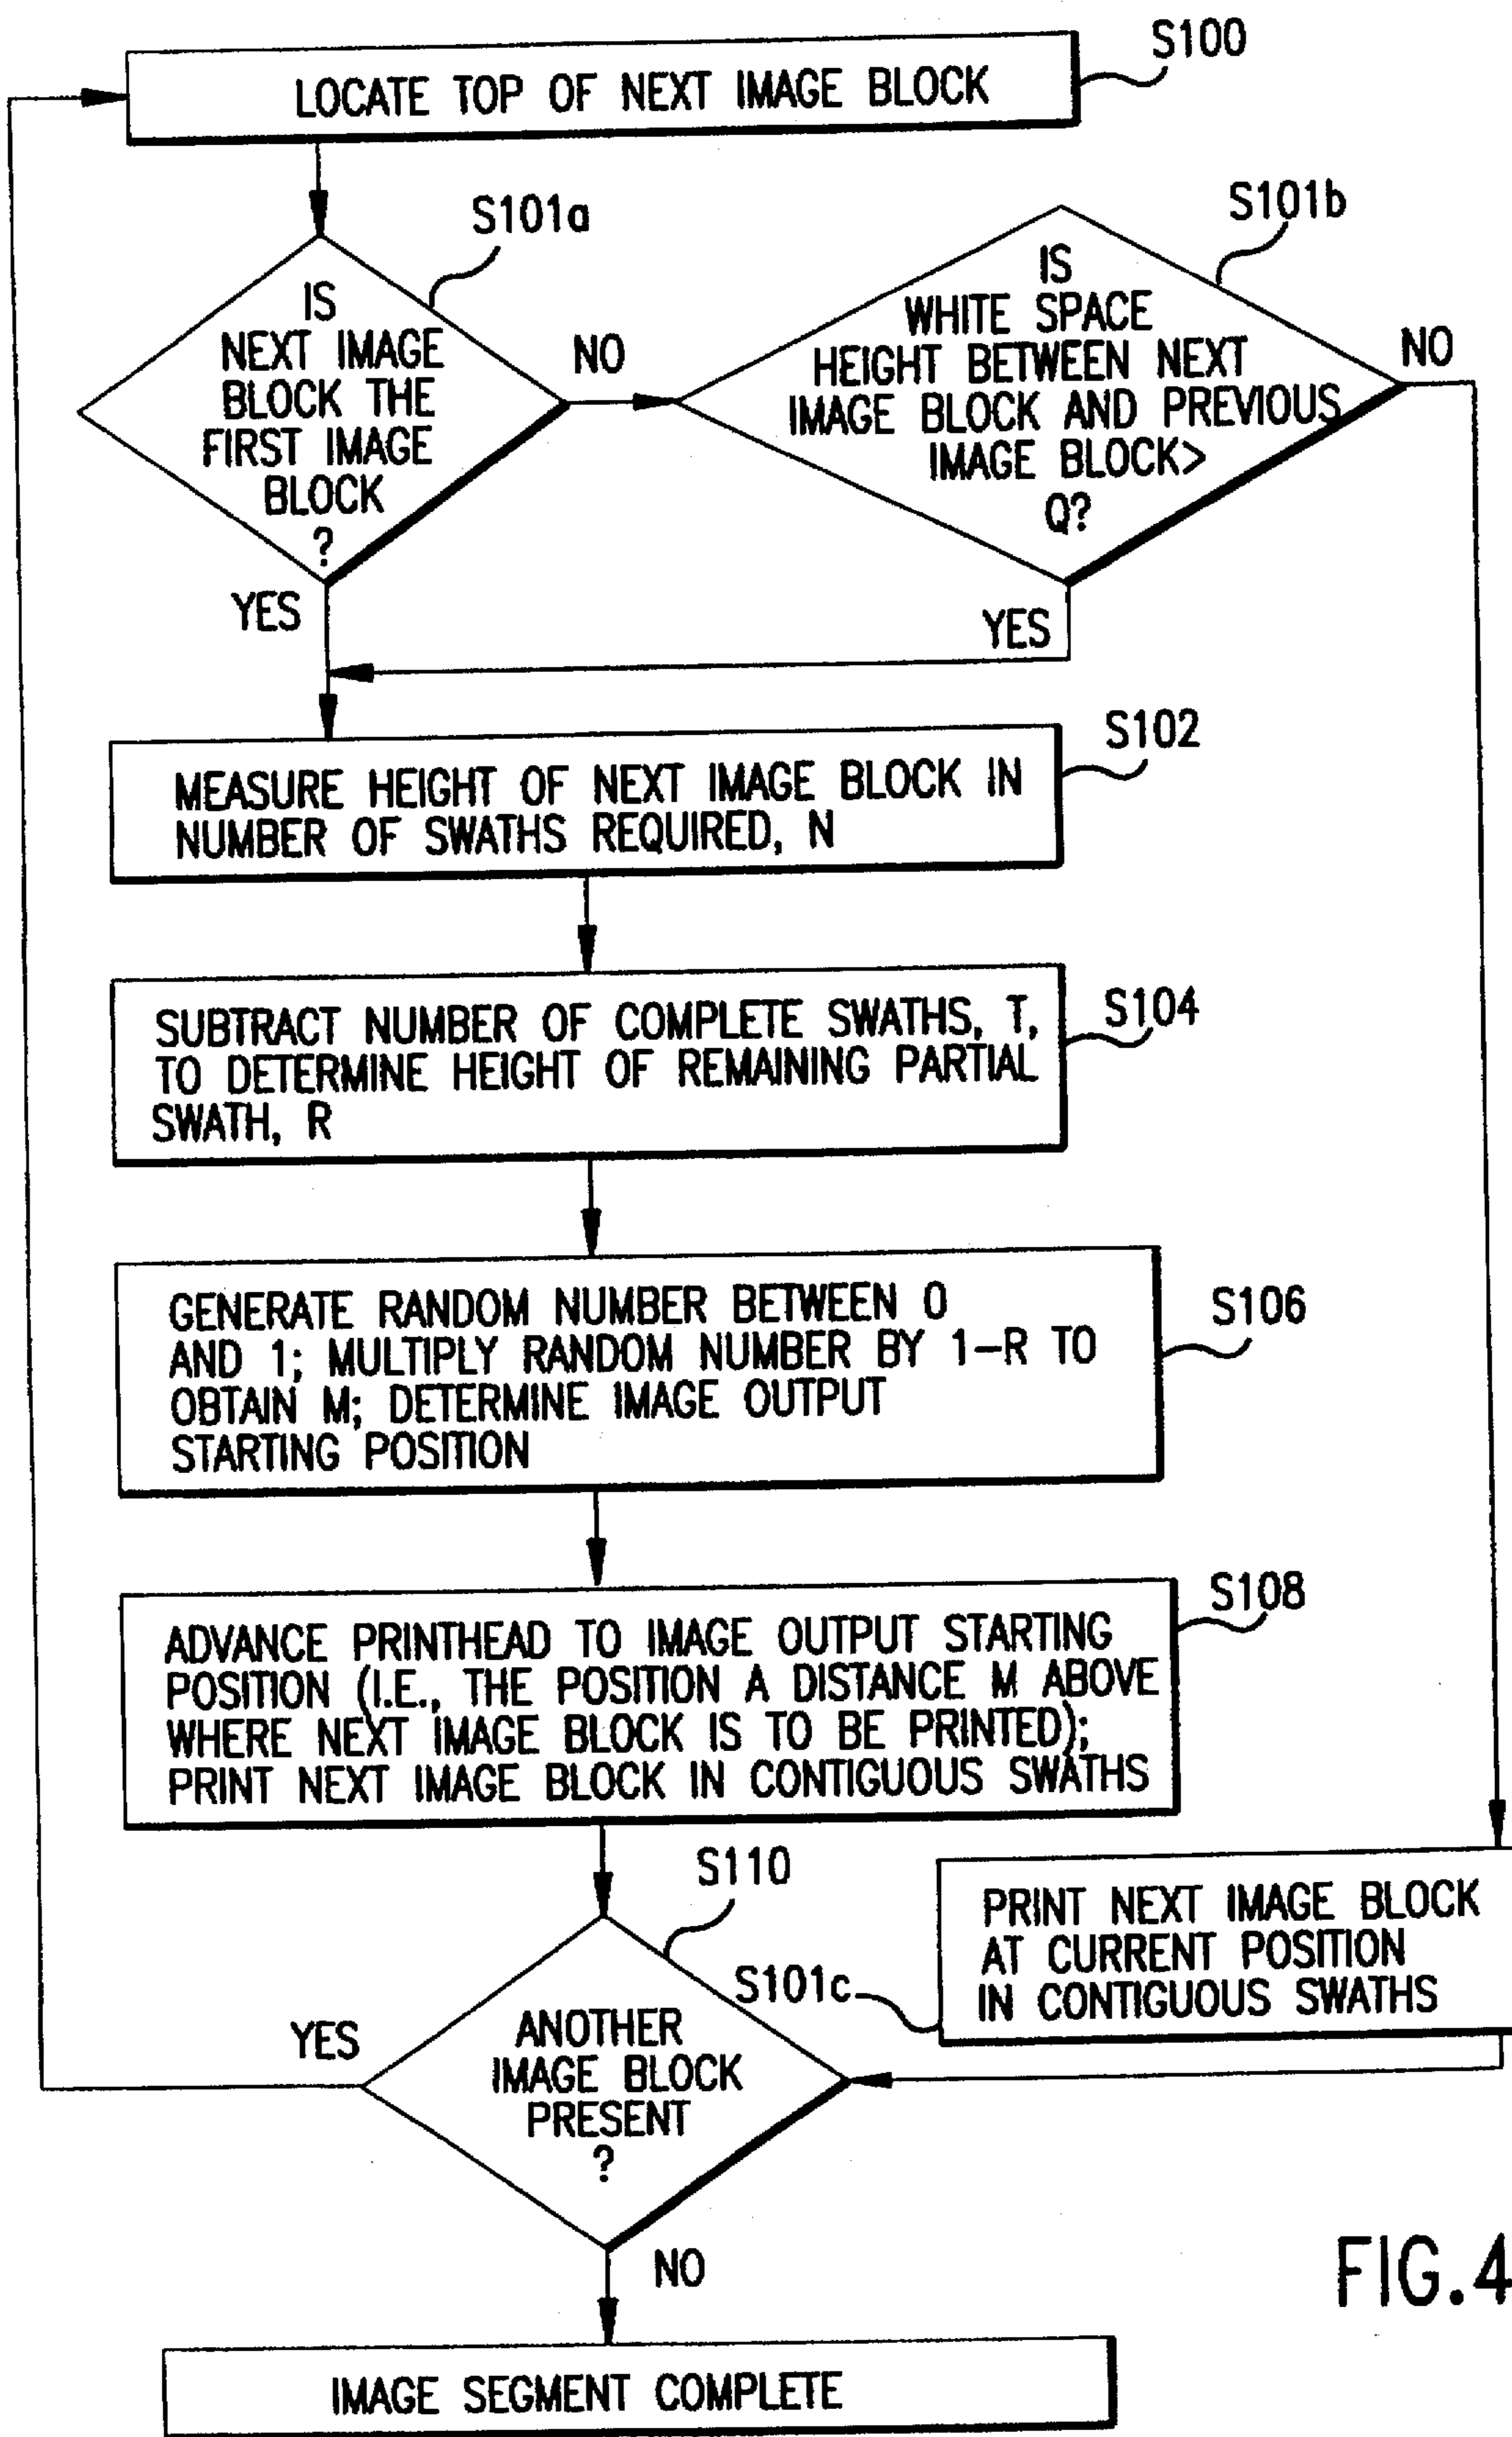 S100
LOCATE TOP OF NEXT IMAGE BLOCK
S101a
IS
NEXT IMAGE
BLOCK THE
FIRST IMAGE
BLOCK
?
NO
YES
S101b
IS
WHITE SPACE
HEIGHT BETWEEN NEXT
IMAGE BLOCK AND PREVIOUS
IMAGE BLOCK>
Q?
NO
YES
S102
MEASURE HEIGHT OF NEXT IMAGE BLOCK IN
NUMBER OF SWATHS REQUIRED, N
S104
SUBTRACT NUMBER OF COMPLETE SWATHS, T,
TO DETERMINE HEIGHT OF REMAINING PARTIAL
SWATH, R
S106
GENERATE RANDOM NUMBER BETWEEN 0
AND 1; MULTIPLY RANDOM NUMBER BY 1-R TO
OBTAIN M; DETERMINE IMAGE OUTPUT
STARTING POSITION
S108
ADVANCE PRINTHEAD TO IMAGE OUTPUT STARTING
POSITION (I.E., THE POSITION A DISTANCE M ABOVE
WHERE NEXT IMAGE BLOCK IS TO BE PRINTED);
PRINT NEXT IMAGE BLOCK IN CONTIGUOUS SWATHS
S110
S101c
PRINT NEXT IMAGE BLOCK
AT CURRENT POSITION
IN CONTIGUOUS SWATHS
YES
ANOTHER
IMAGE BLOCK
PRESENT
?
NO
FIG.4
IMAGE SEGMENT COMPLETE